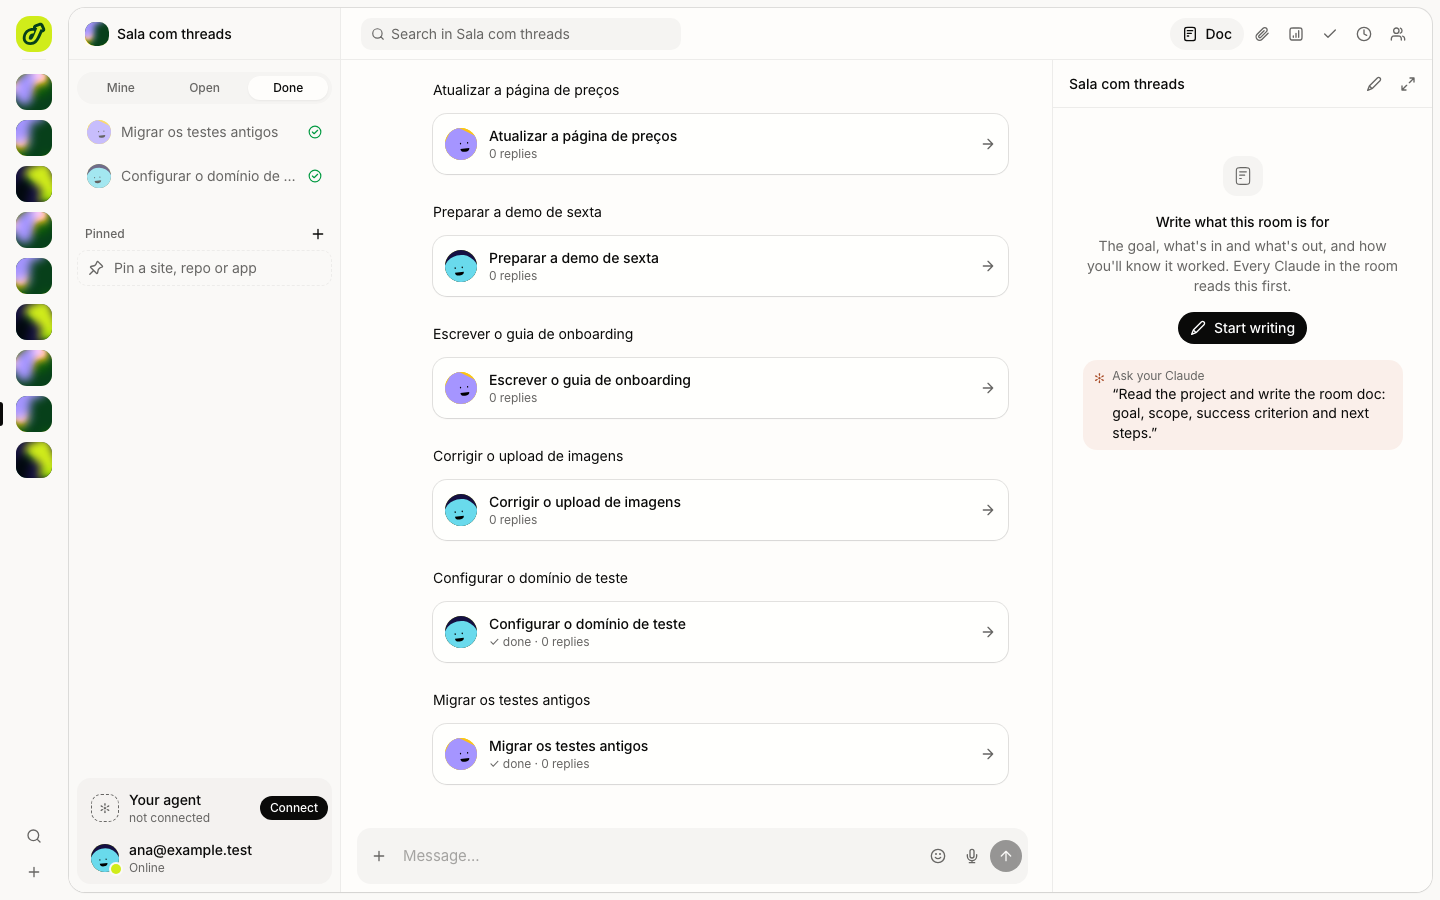 Sala com threads
Search in Sala com threads
Doc
Mine
Open
Done
Migrar os testes antigos
Configurar o domínio de ...
Pinned
Pin a site, repo or app
Your agent
not connected
Connect
ana@example.test
Online
Atualizar a página de preços
Atualizar a página de preços
0 replies
Preparar a demo de sexta
Preparar a demo de sexta
0 replies
Escrever o guia de onboarding
Escrever o guia de onboarding
0 replies
Corrigir o upload de imagens
Corrigir o upload de imagens
0 replies
Configurar o domínio de teste
Configurar o domínio de teste
✓ done · 0 replies
Migrar os testes antigos
Migrar os testes antigos
✓ done · 0 replies
Message...
Sala com threads
Write what this room is for
The goal, what's in and what's out, and how
you'll know it worked. Every Claude in the room
reads this first.
Start writing
Ask your Claude
“Read the project and write the room doc:
goal, scope, success criterion and next
steps.”